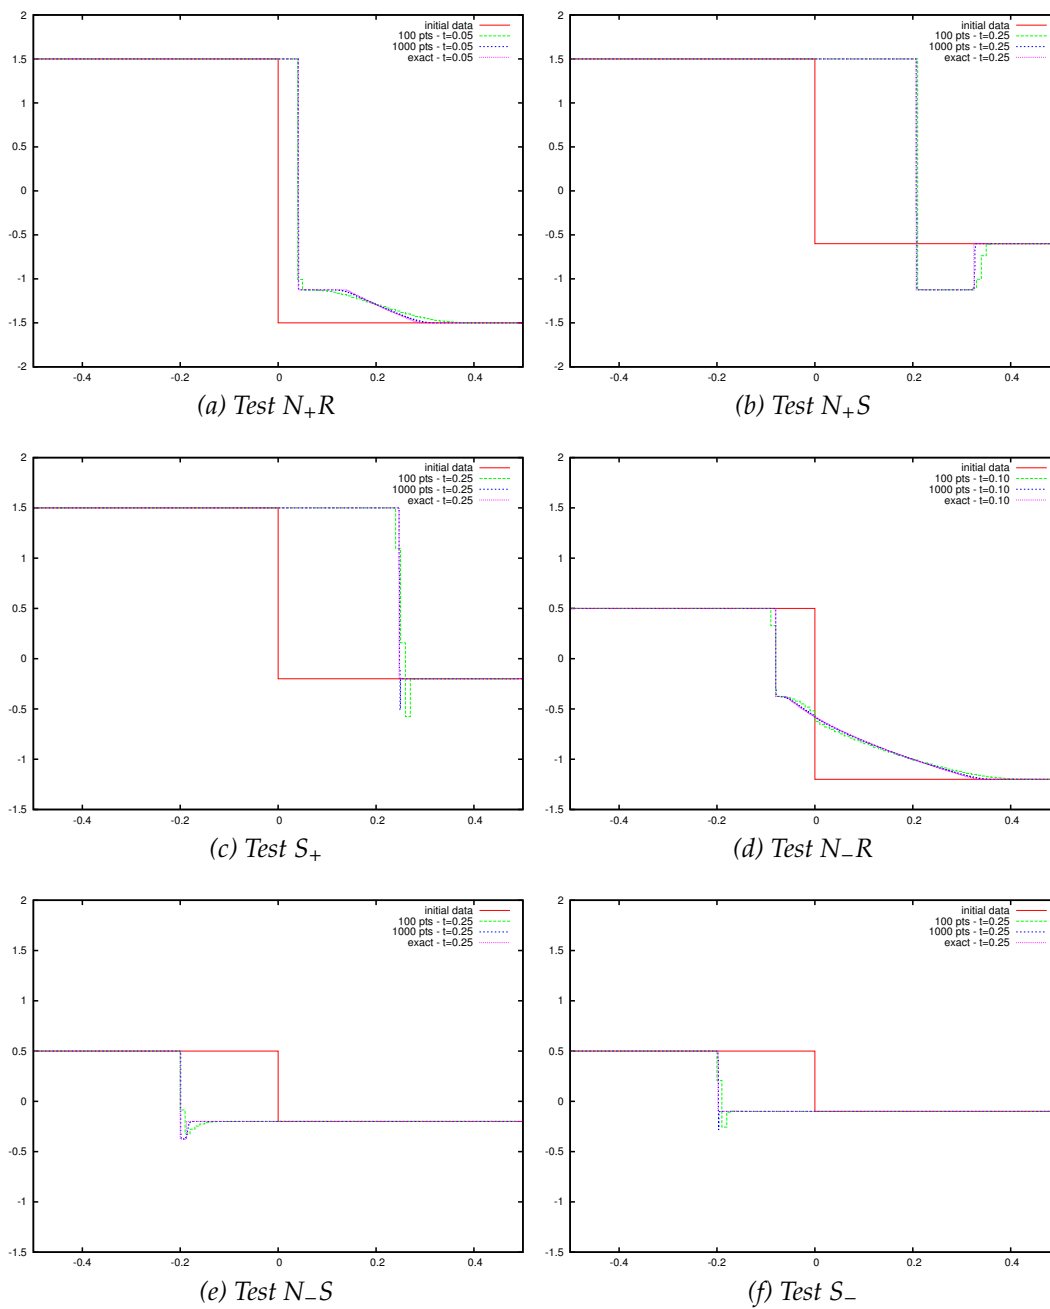 initial data
100 pts - t=0.05
1000 pts - t=0.05
exact - t=0.05
2
1.5
1
0.5
0
-0.5
-1
-1.5
-2
-0.4 -0.2 0 0.2 0.4
(a) Test N₊R
initial data
100 pts - t=0.25
1000 pts - t=0.25
exact - t=0.25
2
1.5
1
0.5
0
-0.5
-1
-1.5
-2
-0.4 -0.2 0 0.2 0.4
(b) Test N₊S
initial data
100 pts - t=0.25
1000 pts - t=0.25
exact - t=0.25
2
1.5
1
0.5
0
-0.5
-1
-1.5
-0.4 -0.2 0 0.2 0.4
(c) Test S₊
initial data
100 pts - t=0.10
1000 pts - t=0.10
exact - t=0.10
2
1.5
1
0.5
0
-0.5
-1
-1.5
-0.4 -0.2 0 0.2 0.4
(d) Test N₋R
initial data
100 pts - t=0.25
1000 pts - t=0.25
exact - t=0.25
2
1.5
1
0.5
0
-0.5
-1
-1.5
-0.4 -0.2 0 0.2 0.4
(e) Test N₋S
initial data
100 pts - t=0.25
1000 pts - t=0.25
exact - t=0.25
2
1.5
1
0.5
0
-0.5
-1
-1.5
-0.4 -0.2 0 0.2 0.4
(f) Test S₋